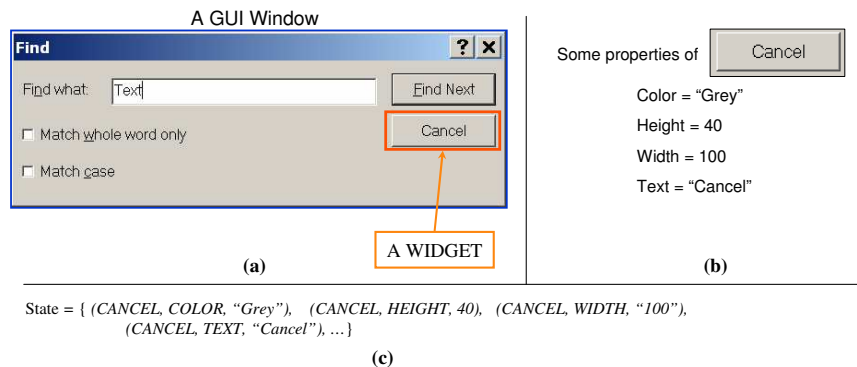 A GUI Window
Find
? X
Find what: Text
Find Next
Match whole word only
Cancel
Match case
A WIDGET
(a)
Some properties of Cancel
Color = “Grey”
Height = 40
Width = 100
Text = “Cancel”
(b)
State = { (CANCEL, COLOR, “Grey”), (CANCEL, HEIGHT, 40), (CANCEL, WIDTH, “100”),
(CANCEL, TEXT, “Cancel”), …}
(c)